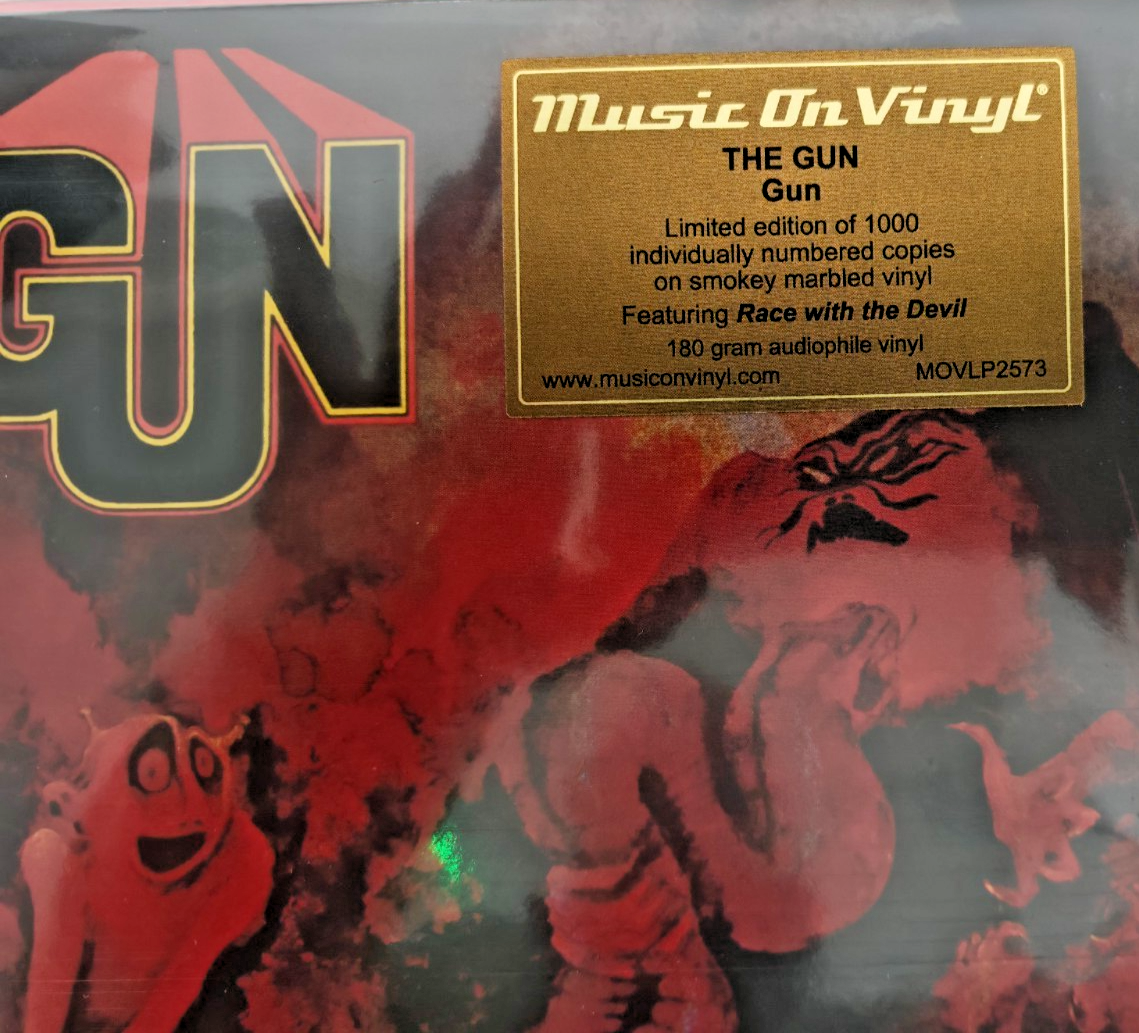 GUN
Music On Vinyl®
THE GUN
Gun
Limited edition of 1000
individually numbered copies
on smokey marbled vinyl
Featuring Race with the Devil
180 gram audiophile vinyl
www.musiconvinyl.com MOVLP2573